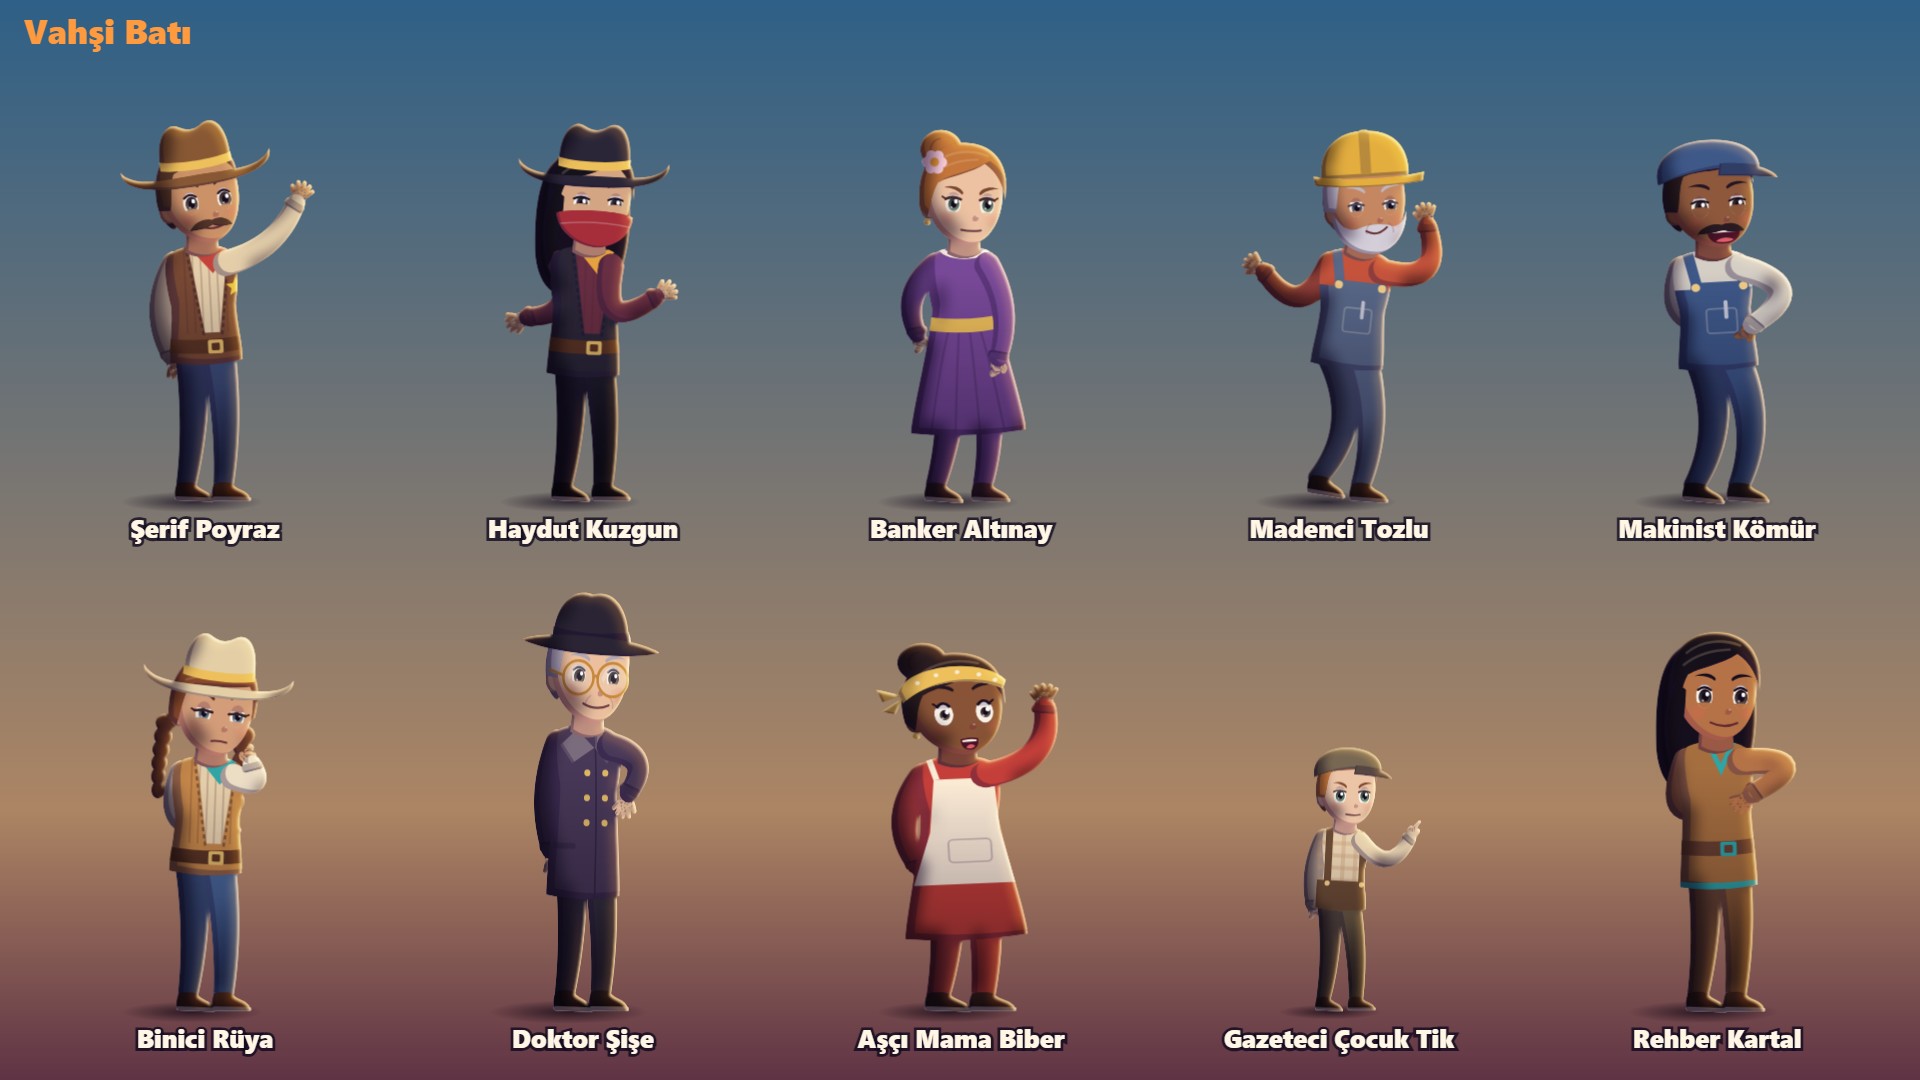 Vahşi Batı
Şerif Poyraz
Haydut Kuzgun
Banker Altınay
Madenci Tozlu
Makinist Kömür
Binici Rüya
Doktor Şişe
Aşçı Mama Biber
Gazeteci Çocuk Tik
Rehber Kartal